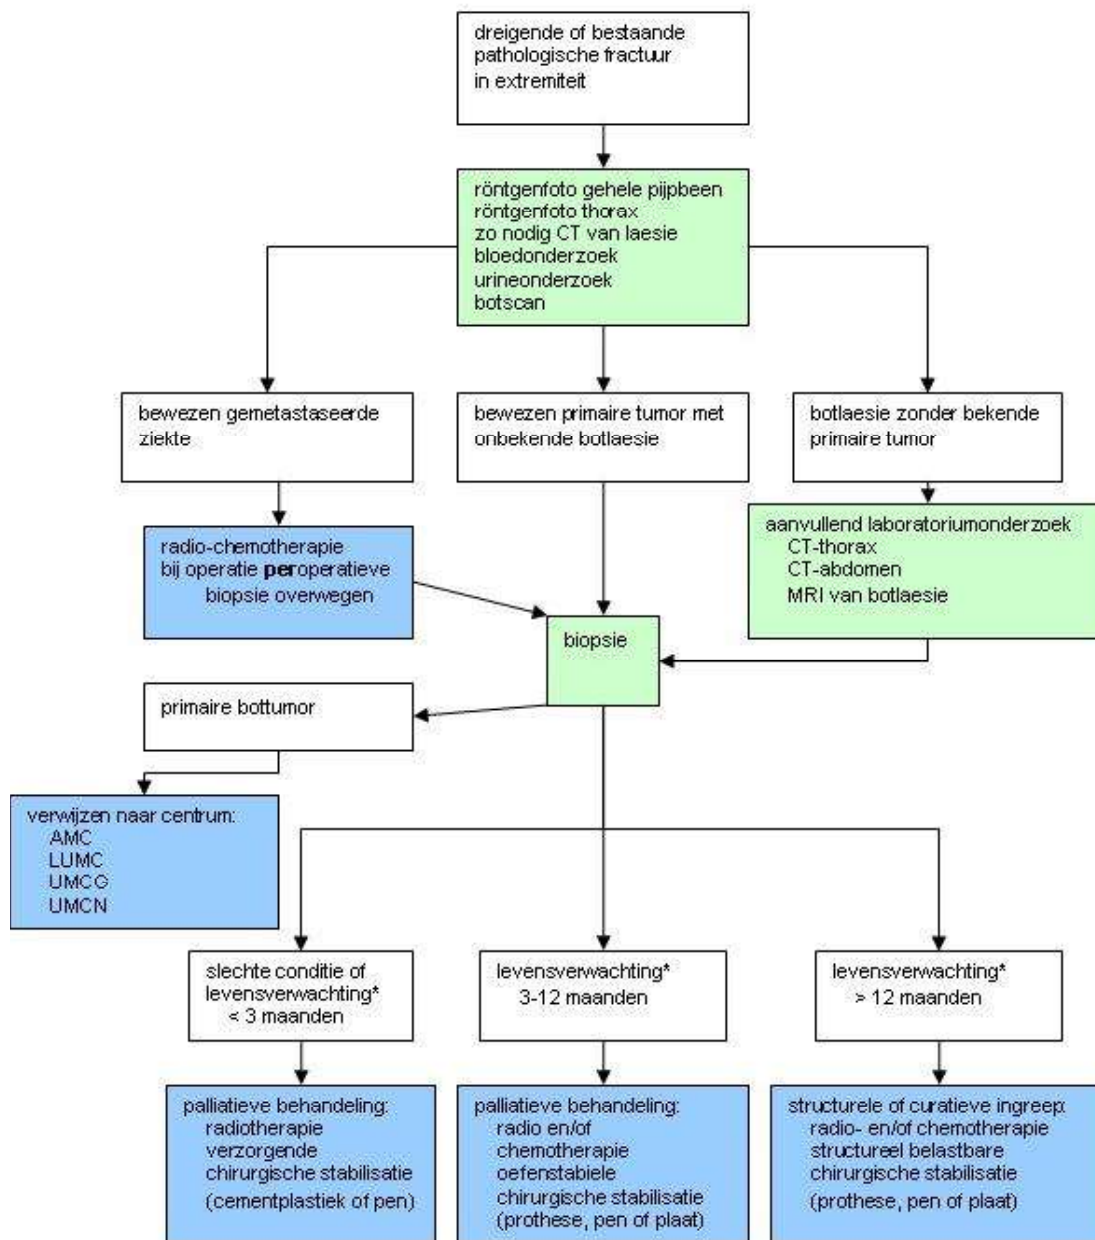 dreigende of bestaande
pathologische fractuur
in extremiteit
röntgenfoto gehele pijpbeen
röntgenfoto thorax
zo nodig CT van laesie
bloedonderzoek
urineonderzoek
botscan
bewezen gemetastaseerde
ziekte
bewezen primaire tumor met
onbekende botlaesie
botlaesie zonder bekende
primaire tumor
radio-chemotherapie
bij operatie peroperatieve
biopsie overwegen
aanvullend laboratoriumonderzoek
CT-thorax
CT-abdomen
MRI van botlaesie
biopsie
primaire bottumor
verwijzen naar centrum:
AMC
LUMC
UMCG
UMCN
slechte conditie of
levensverwachting*
< 3 maanden
levensverwachting*
3-12 maanden
levensverwachting*
> 12 maanden
palliatieve behandeling:
radiotherapie
verzorgende
chirurgische stabilisatie
(cementplastiek of pen)
palliatieve behandeling:
radio en/of
chemotherapie
oefenstabiele
chirurgische stabilisatie
(prothese, pen of plaat)
structurele of curatieve ingreep:
radio- en/of chemotherapie
structureel belastbare
chirurgische stabilisatie
(prothese, pen of plaat)